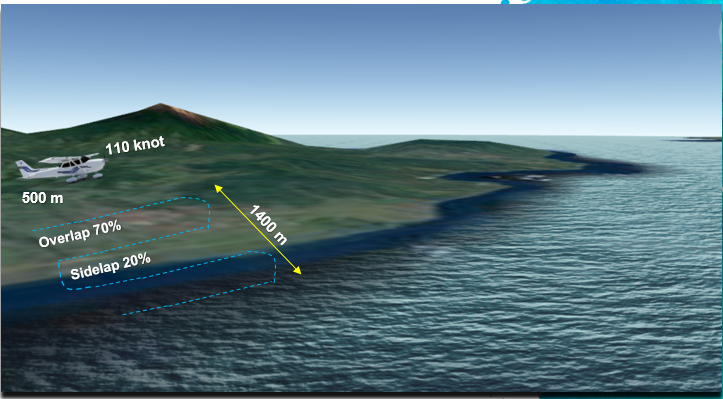 110 knot
500 m
1400 m
Overlap 70%
Sidelap 20%